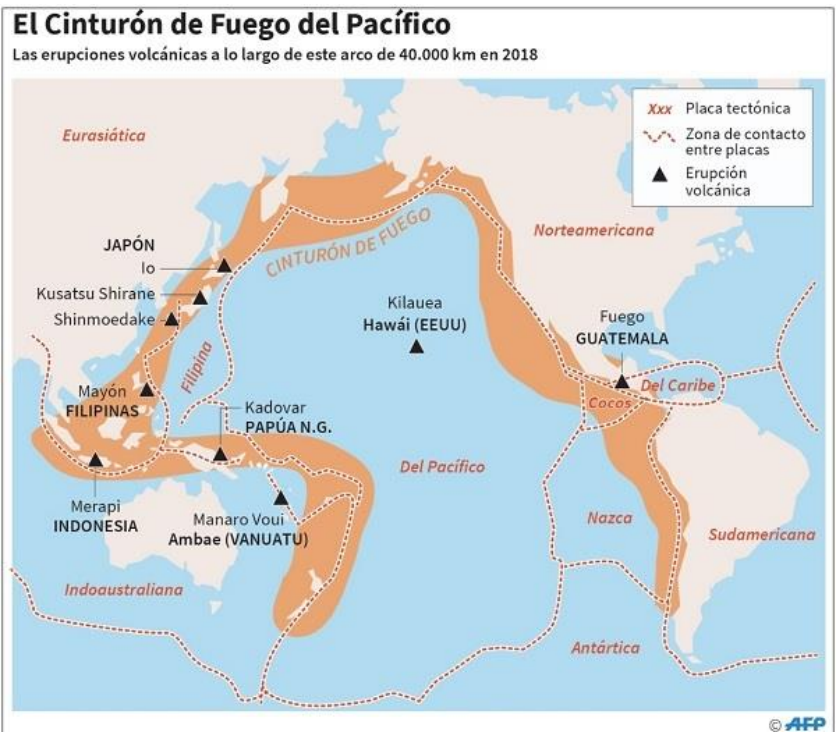 El Cinturón de Fuego del Pacífico
Las erupciones volcánicas a lo largo de este arco de 40.000 km en 2018
Xxx Placa tectónica
Zona de contacto
entre placas
Erupción
volcánica
Eurasiática
Norteamericana
CINTURÓN DE FUEGO
JAPÓN
Io
Kusatsu Shirane
Shinmoedake
Filipina
Kilauea
Hawái (EEUU)
Fuego
GUATEMALA
Del Caribe
Cocos
Mayón
FILIPINAS
Kadovar
PAPÚA N.G.
Del Pacífico
Merapi
INDONESIA
Manaro Voui
Ambae (VANUATU)
Nazca
Sudamericana
Indoaustraliana
Antártica
© AFP